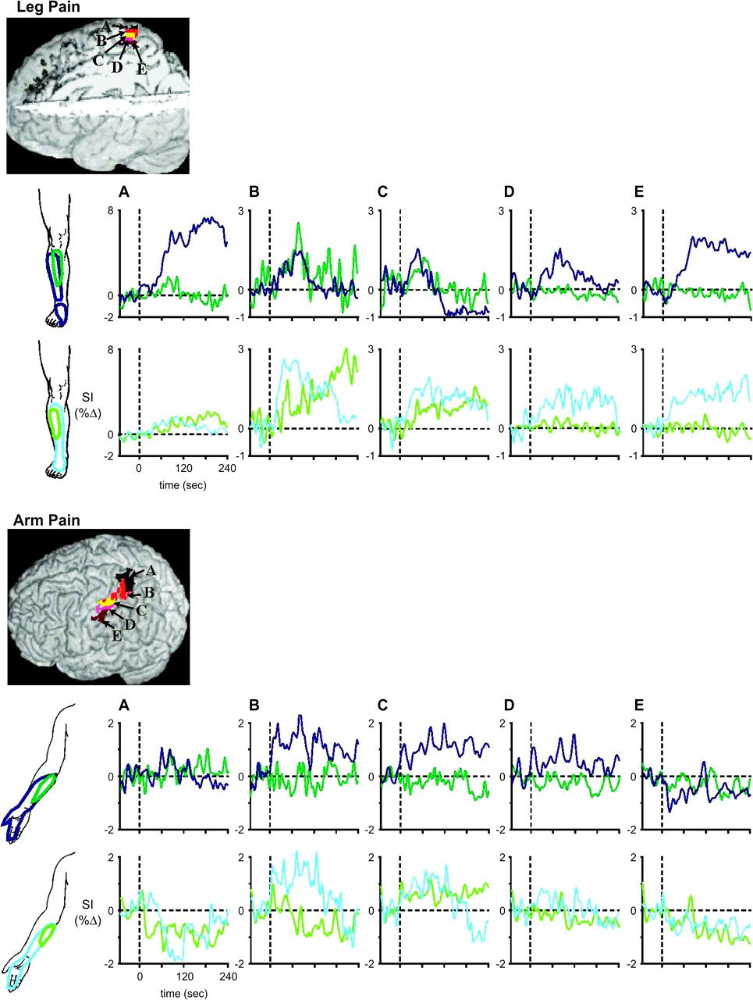 Leg Pain
A
B
C
D
E
A B C D E
8 3 3 3 3
0 0 0 0 0
-2 -1 -1 -1 -1
8 3 3 3 3
SI
(%Δ)
0 0 0 0 0
-2 -1 -1 -1 -1
0 120 240
time (sec)
Arm Pain
A
B
C
D
E
A B C D E
2 2 2 2 2
0 0 0 0 0
-2 -2 -2 -2 -2
2 2 2 2 2
SI
(%Δ)
0 0 0 0 0
-2 -2 -2 -2 -2
0 120 240
time (sec)